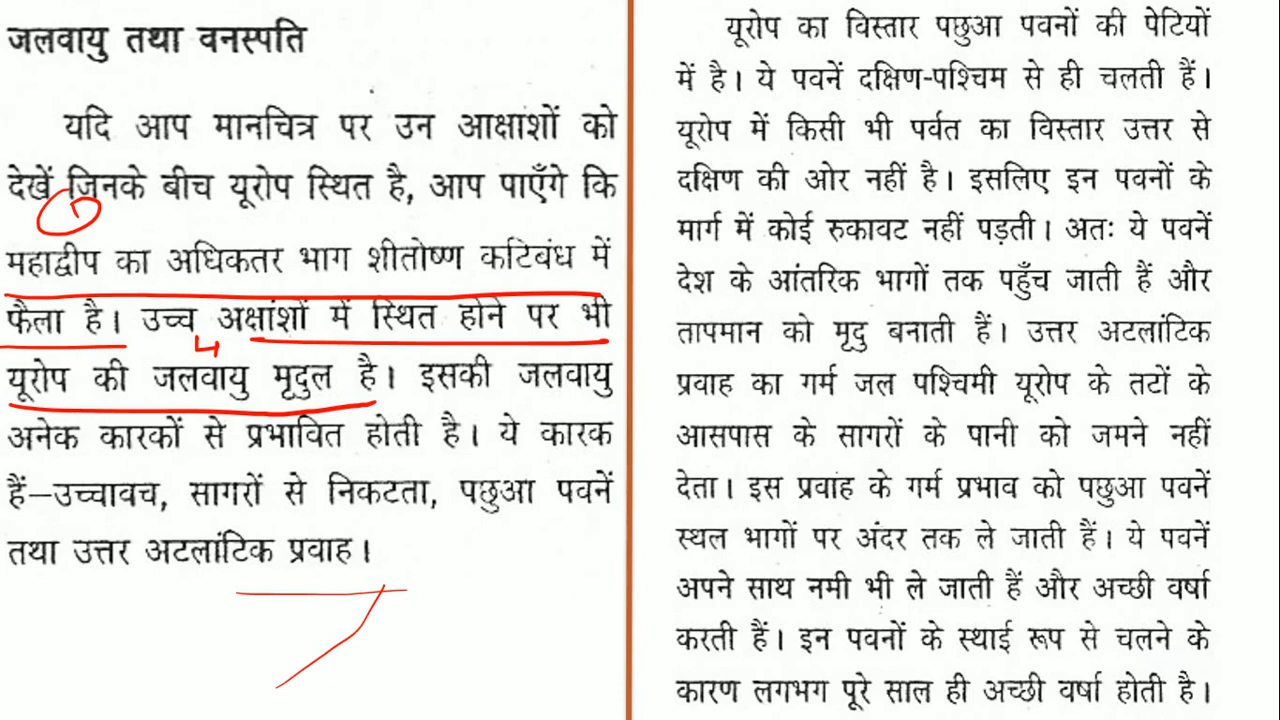 जलवायु तथा वनस्पति
यदि आप मानचित्र पर उन आक्षाशों को
देखें जिनके बीच यूरोप स्थित है, आप पाएँगे कि
महाद्वीप का अधिकतर भाग शीतोष्ण कटिबंध में
फैला है। उच्च अक्षांशों में स्थित होने पर भी
यूरोप की जलवायु मृदुल है। इसकी जलवायु
अनेक कारकों से प्रभावित होती है। ये कारक
हैं—उच्चावच, सागरों से निकटता, पछुआ पवनें
तथा उत्तर अटलांटिक प्रवाह।
यूरोप का विस्तार पछुआ पवनों की पेटियों
में है। ये पवनें दक्षिण-पश्चिम से ही चलती हैं।
यूरोप में किसी भी पर्वत का विस्तार उत्तर से
दक्षिण की ओर नहीं है। इसलिए इन पवनों के
मार्ग में कोई रुकावट नहीं पड़ती। अतः ये पवनें
देश के आंतरिक भागों तक पहुँच जाती हैं और
तापमान को मृदु बनाती हैं। उत्तर अटलांटिक
प्रवाह का गर्म जल पश्चिमी यूरोप के तटों के
आसपास के सागरों के पानी को जमने नहीं
देता। इस प्रवाह के गर्म प्रभाव को पछुआ पवनें
स्थल भागों पर अंदर तक ले जाती हैं। ये पवनें
अपने साथ नमी भी ले जाती हैं और अच्छी वर्षा
करती हैं। इन पवनों के स्थाई रूप से चलने के
कारण लगभग पूरे साल ही अच्छी वर्षा होती है।